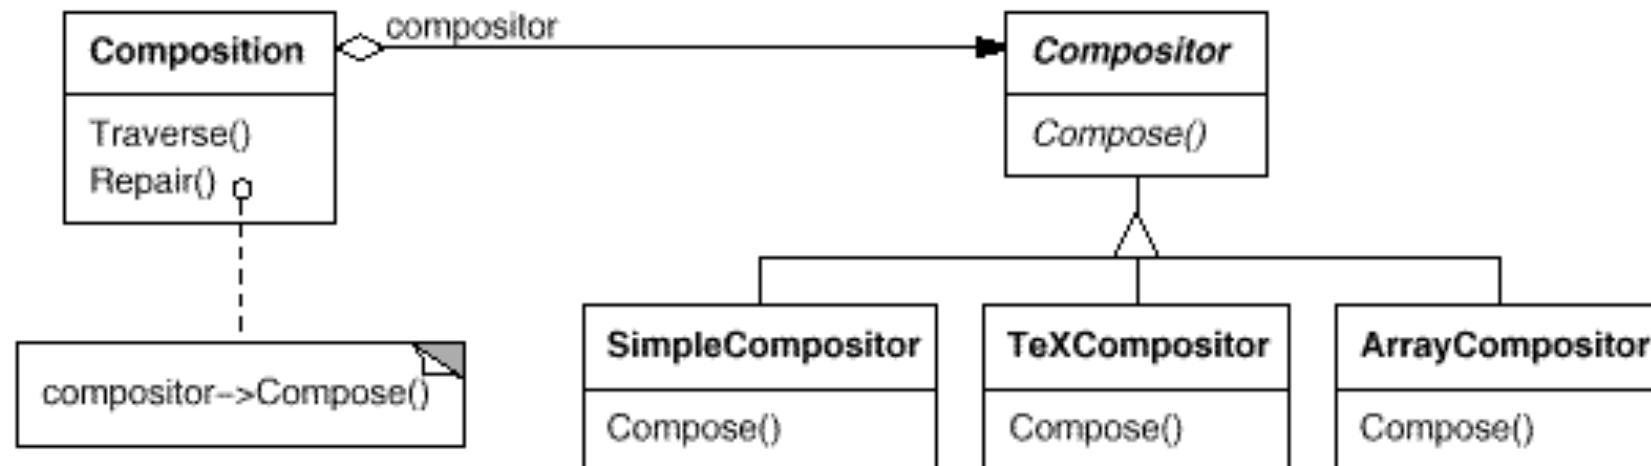 Composition
compositor
Compositor
Traverse()
Repair()
Compose()
compositor->Compose()
SimpleCompositor
TeXCompositor
ArrayCompositor
Compose()
Compose()
Compose()